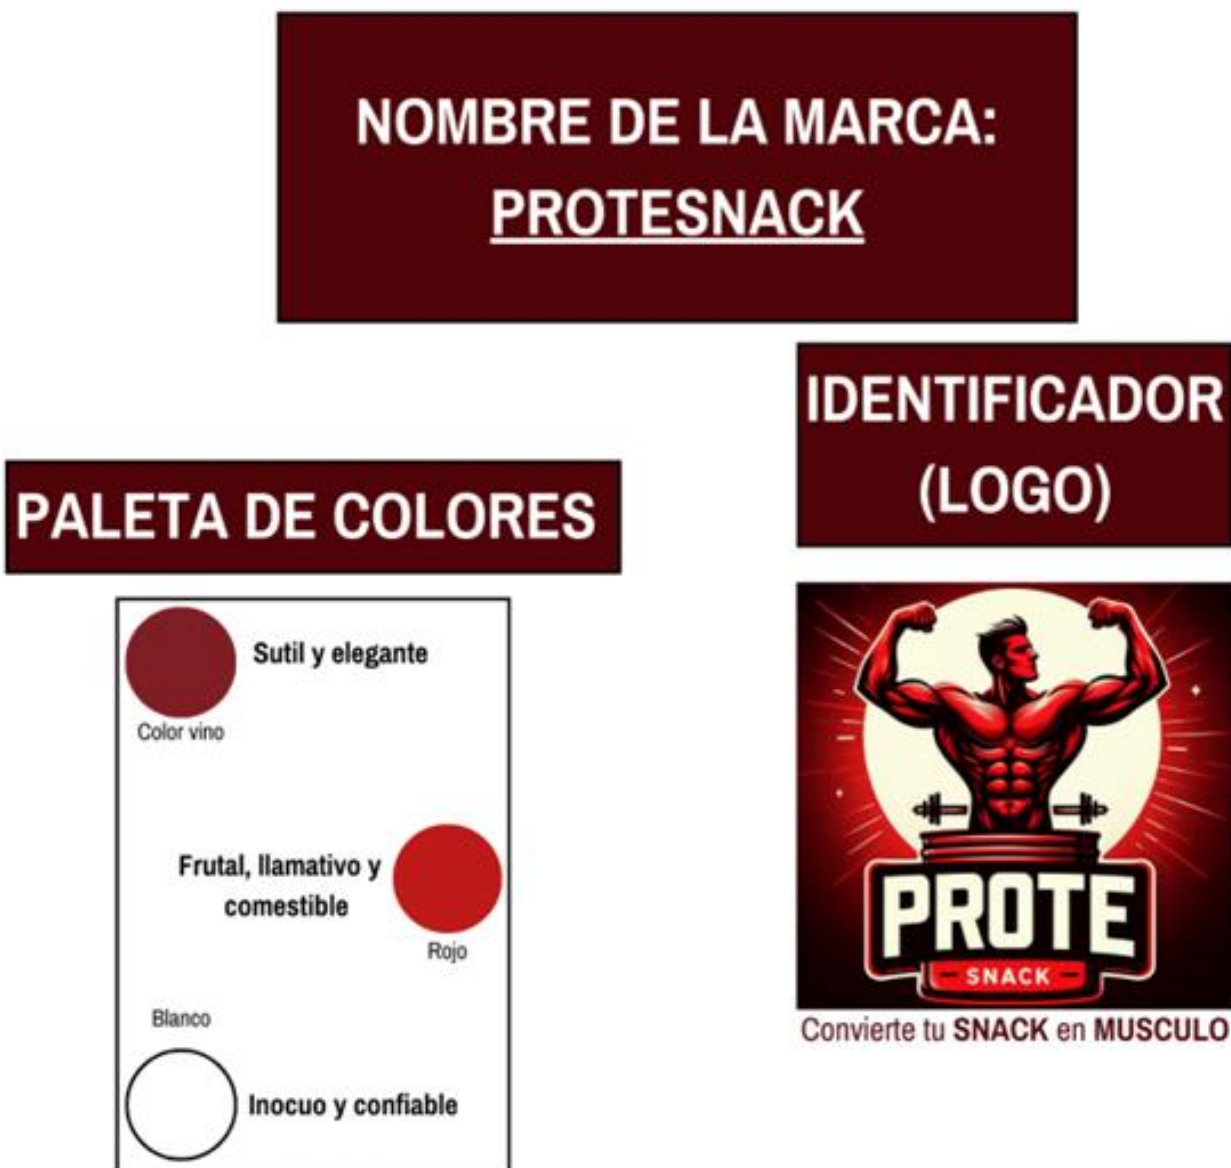 NOMBRE DE LA MARCA:
PROTESNACK
IDENTIFICADOR
(LOGO)
PALETA DE COLORES
Sutil y elegante
Color vino
Frutal, llamativo y
comestible
Rojo
Blanco
Inocuo y confiable
PROTE
SNACK
Convierte tu SNACK en MUSCULO